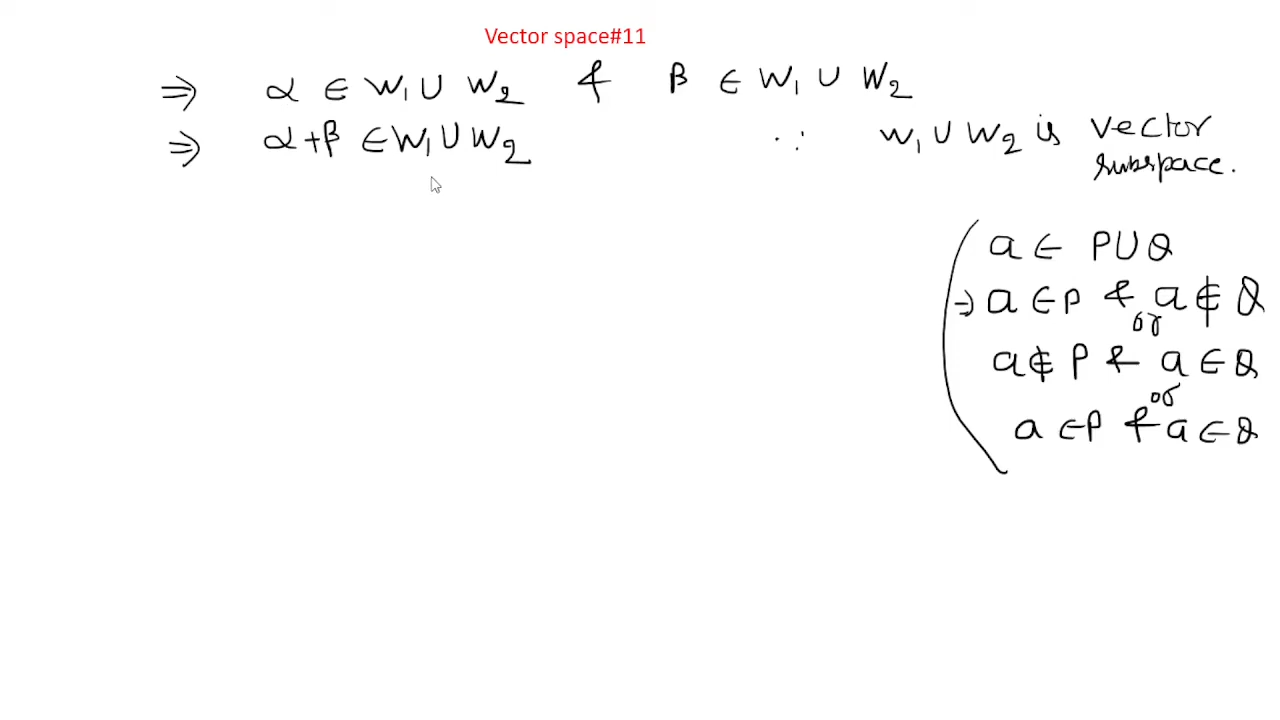 Vector space#11
⇒ α ∈ W₁ ∪ W₂ & β ∈ W₁ ∪ W₂
⇒ α+β ∈ W₁ ∪ W₂ ∵ W₁ ∪ W₂ is vector
subspace.
a ∈ P∪Q
⇒ a ∈ P & a ∉ Q
or
a ∉ P & a ∈ Q
or
a ∈ P & a ∈ Q